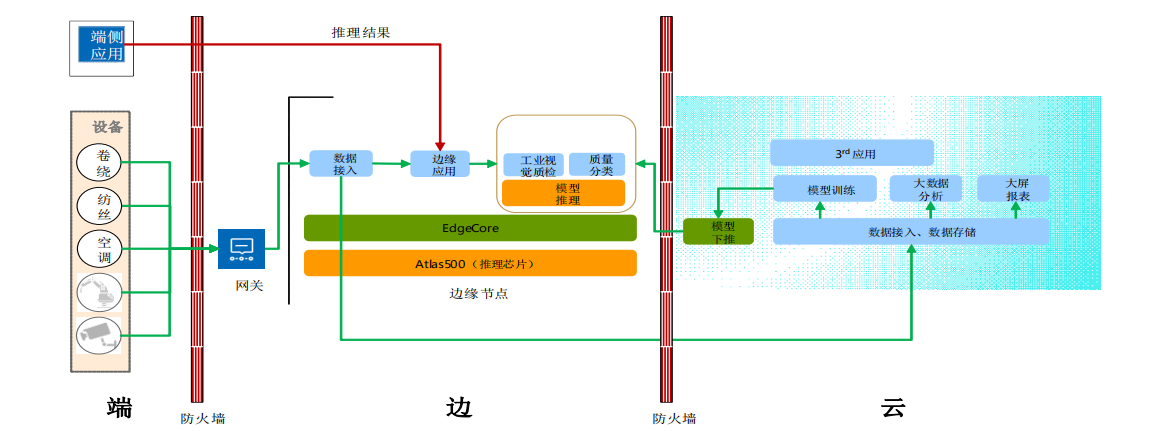 端侧
应用
推理结果
设备
卷
绕
纺
丝
空
调
网关
数据
接入
边缘
应用
工业视
觉质检
质量
分类
模型
推理
EdgeCore
Atlas500（推理芯片）
边缘节点
3rd 应用
模型训练
大数据
分析
大屏
报表
模型
下推
数据接入、数据存储
端
防火墙
边
防火墙
云